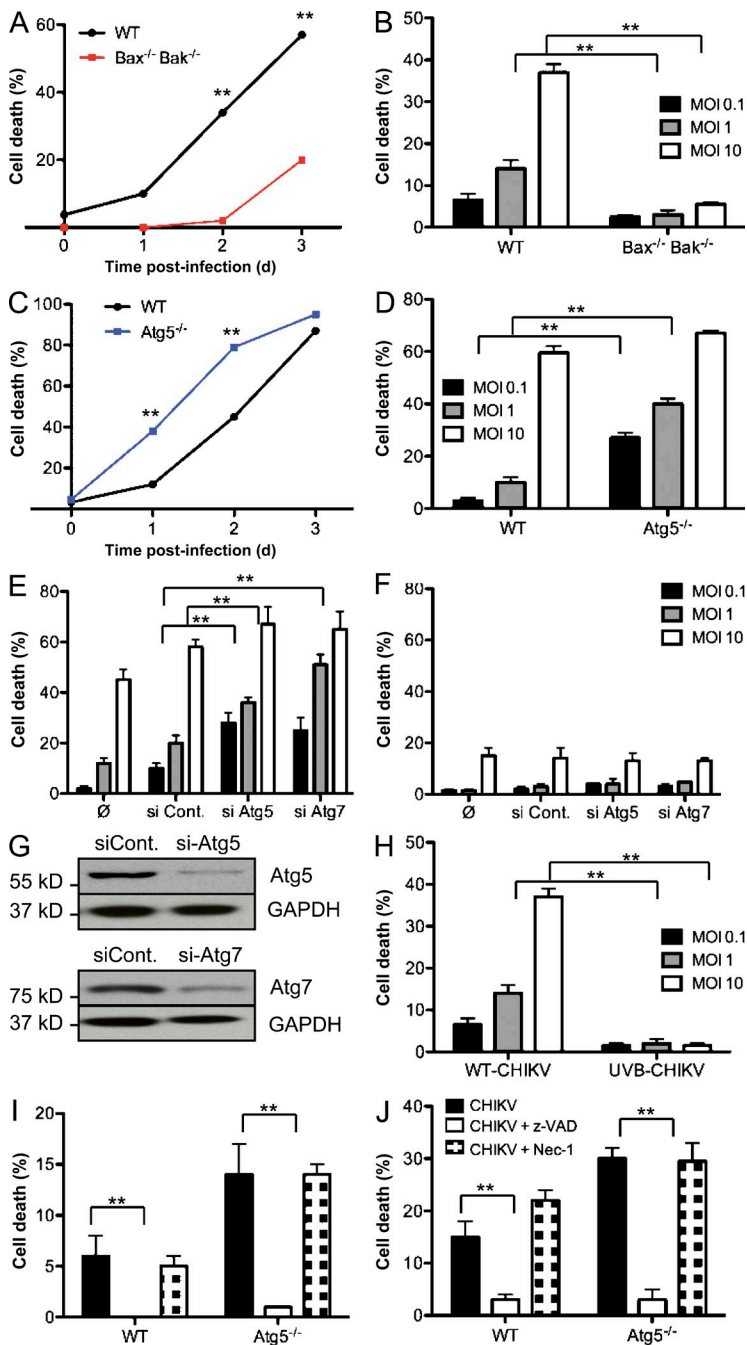 A
WT
Bax-/- Bak-/-
**
**
Cell death (%)
60
40
20
0 1 2 3
Time post-infection (d)
B
**
**
MOI 0.1
MOI 1
MOI 10
Cell death (%)
50
40
30
20
10
0
WT Bax-/- Bak-/-
C
WT
Atg5-/-
**
**
Cell death (%)
100
80
60
40
20
0 1 2 3
Time post-infection (d)
D
**
**
MOI 0.1
MOI 1
MOI 10
Cell death (%)
80
60
40
20
0
WT Atg5-/-
E
**
**
**
Cell death (%)
80
60
40
20
0
Ø si Cont. si Atg5 si Atg7
F
MOI 0.1
MOI 1
MOI 10
Cell death (%)
80
60
40
20
0
Ø si Cont. si Atg5 si Atg7
G
siCont. si-Atg5
55 kD Atg5
37 kD GAPDH
siCont. si-Atg7
75 kD Atg7
37 kD GAPDH
H
**
**
MOI 0.1
MOI 1
MOI 10
Cell death (%)
50
40
30
20
10
0
WT-CHIKV UVB-CHIKV
I
**
**
Cell death (%)
20
15
10
5
0
WT Atg5-/-
J
CHIKV
CHIKV + z-VAD
CHIKV + Nec-1
**
**
Cell death (%)
40
30
20
10
0
WT Atg5-/-